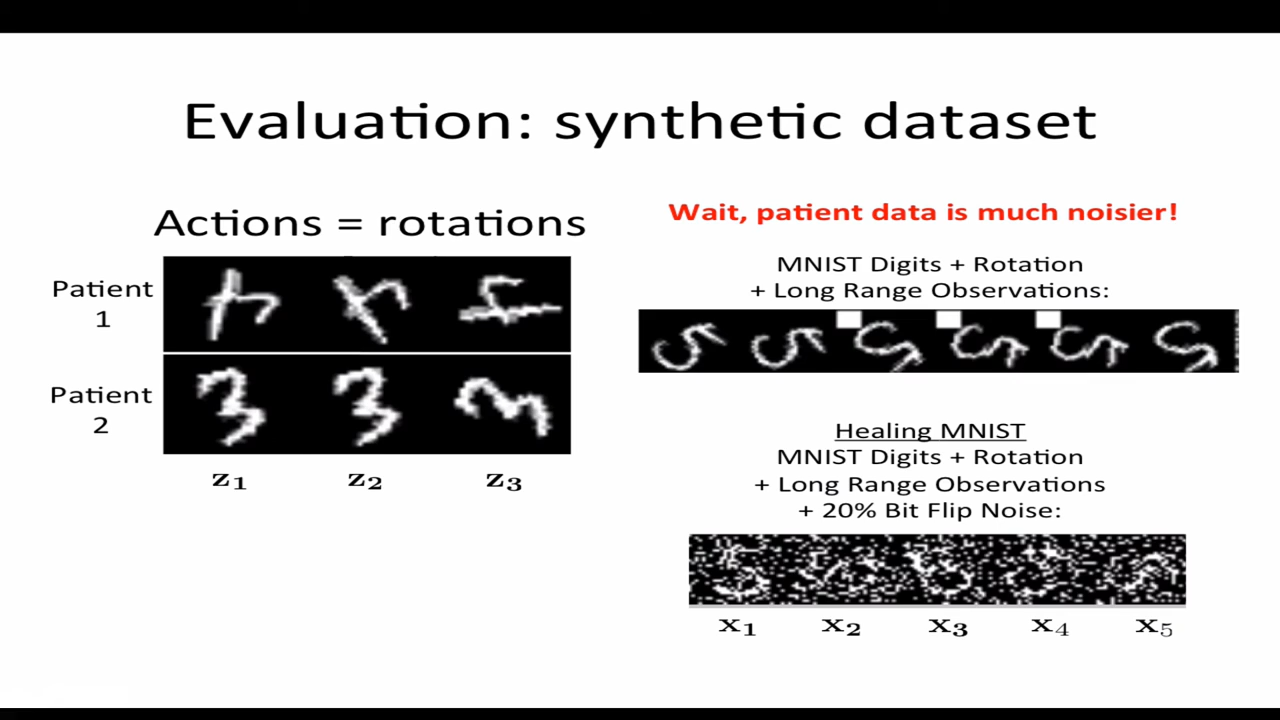 Evaluation: synthetic dataset
Actions = rotations
Patient
1
Patient
2
z1 z2 z3
Wait, patient data is much noisier!
MNIST Digits + Rotation
+ Long Range Observations:
Healing MNIST
MNIST Digits + Rotation
+ Long Range Observations
+ 20% Bit Flip Noise:
x1 x2 x3 x4 x5